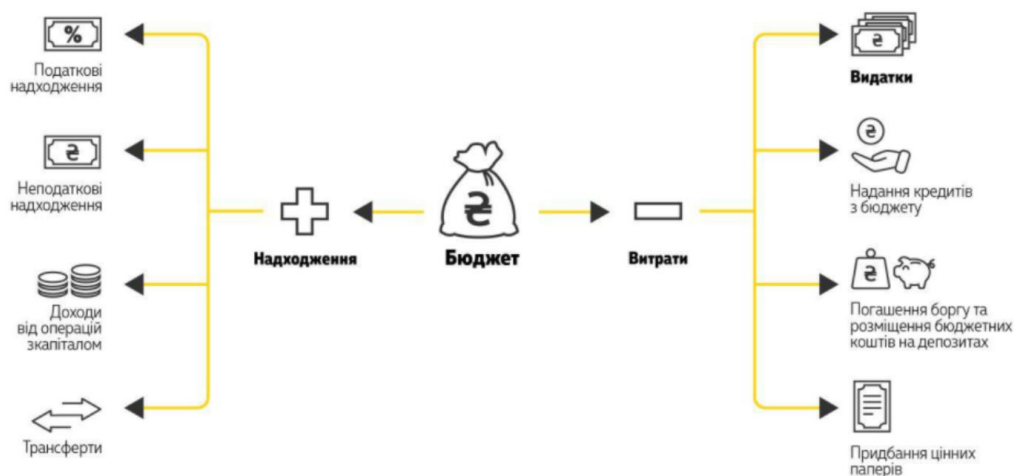 %
Податкові
надходження
₴
Неподаткові
надходження
Доходи
від операцій
зкапіталом
Трансферти
Надходження
₴
Бюджет
Витрати
₴
Видатки
₴
Надання кредитів
з бюджету
₴
Погашення боргу та
розміщення бюджетних
коштів на депозитах
Придбання цінних
паперів